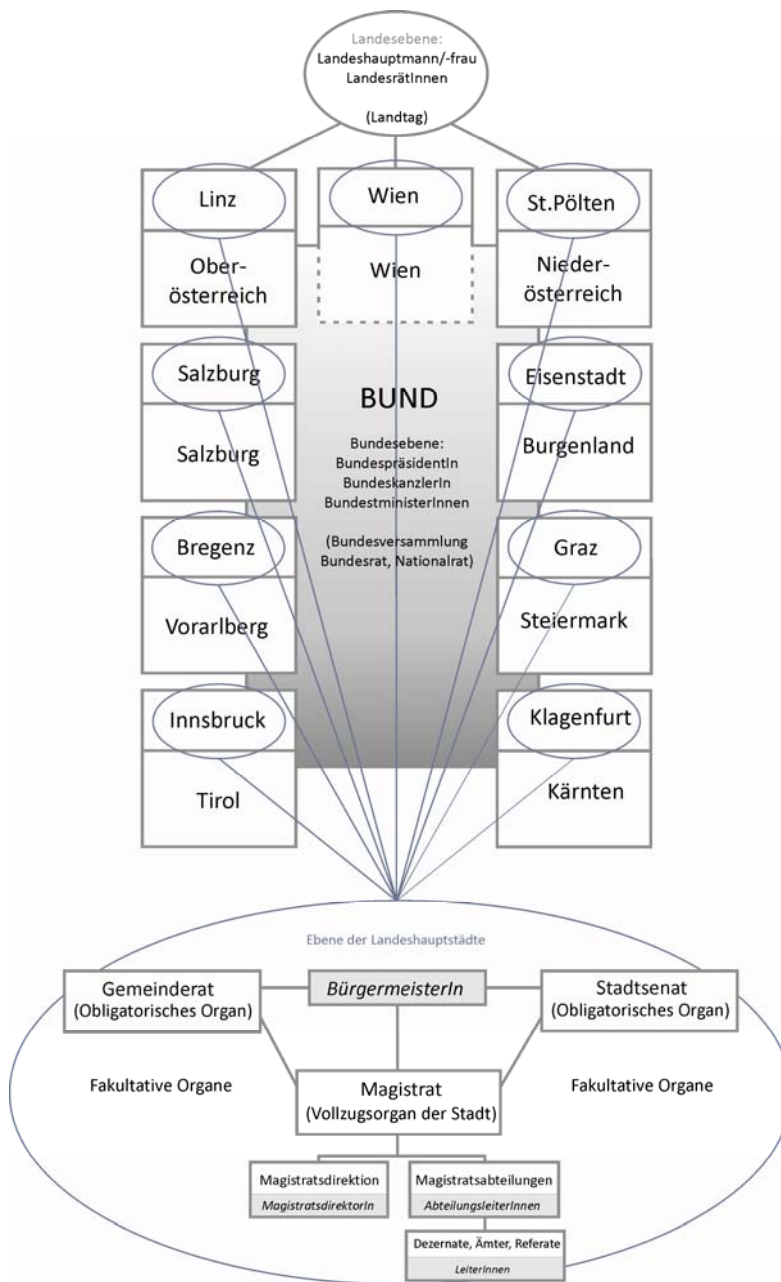 Landesebene:
Landeshauptmann/-frau
LandesrätInnen
(Landtag)
Linz
Wien
St.Pölten
Ober-
österreich
Wien
Nieder-
österreich
Salzburg
Salzburg
Eisenstadt
Burgenland
BUND
Bundesebene:
BundespräsidentIn
BundeskanzlerIn
BundestministerInnen
(Bundesversammlung
Bundesrat, Nationalrat)
Bregenz
Vorarlberg
Graz
Steiermark
Innsbruck
Tirol
Klagenfurt
Kärnten
Ebene der Landeshauptstädte
Gemeinderat
(Obligatorisches Organ)
BürgermeisterIn
Stadtsenat
(Obligatorisches Organ)
Fakultative Organe
Magistrat
(Vollzugsorgan der Stadt)
Fakultative Organe
Magistratsdirektion
MagistratsdirektorIn
Magistratsabteilungen
AbteilungsleiterInnen
Dezernate, Ämter, Referate
LeiterInnen